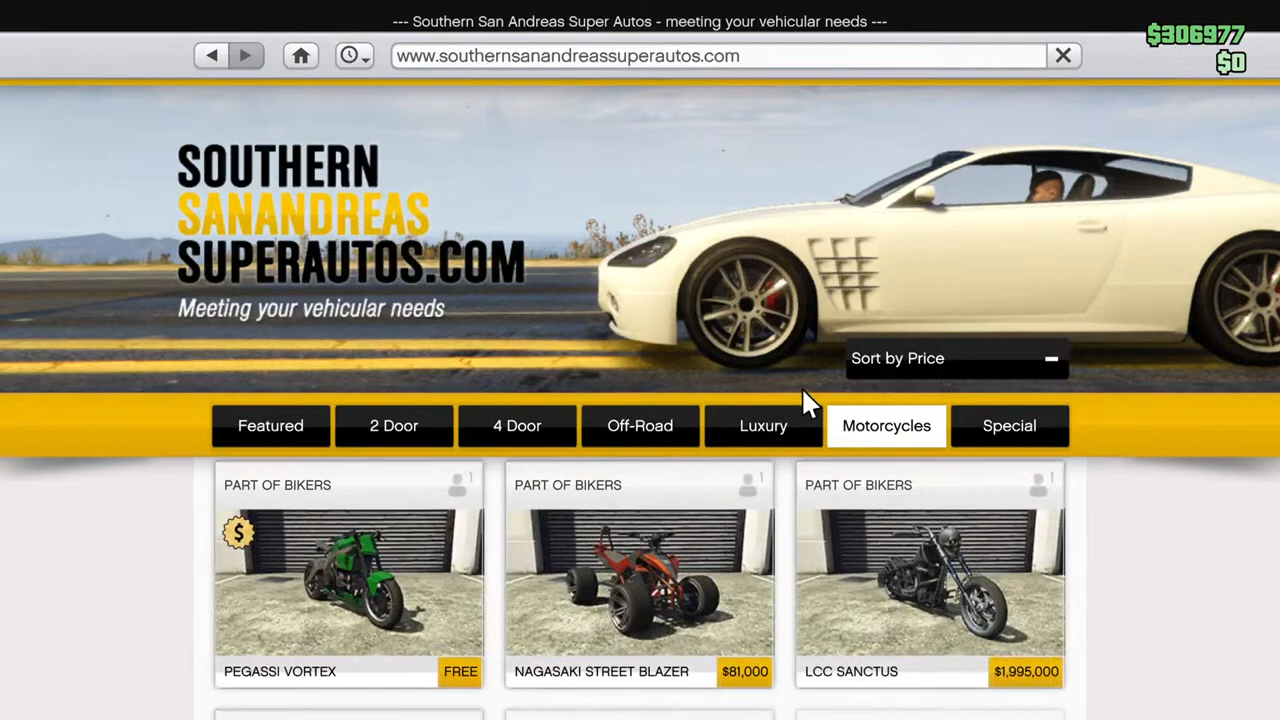 --- Southern San Andreas Super Autos - meeting your vehicular needs ---
$306977
$0
www.southernsanandreassuperautos.com
SOUTHERN
SANANDREAS
SUPERAUTOS.COM
Meeting your vehicular needs
Sort by Price
Featured 2 Door 4 Door Off-Road Luxury Motorcycles Special
PART OF BIKERS 1
PART OF BIKERS 1
PART OF BIKERS 1
$
PEGASSI VORTEX FREE
NAGASAKI STREET BLAZER $81,000
LCC SANCTUS $1,995,000